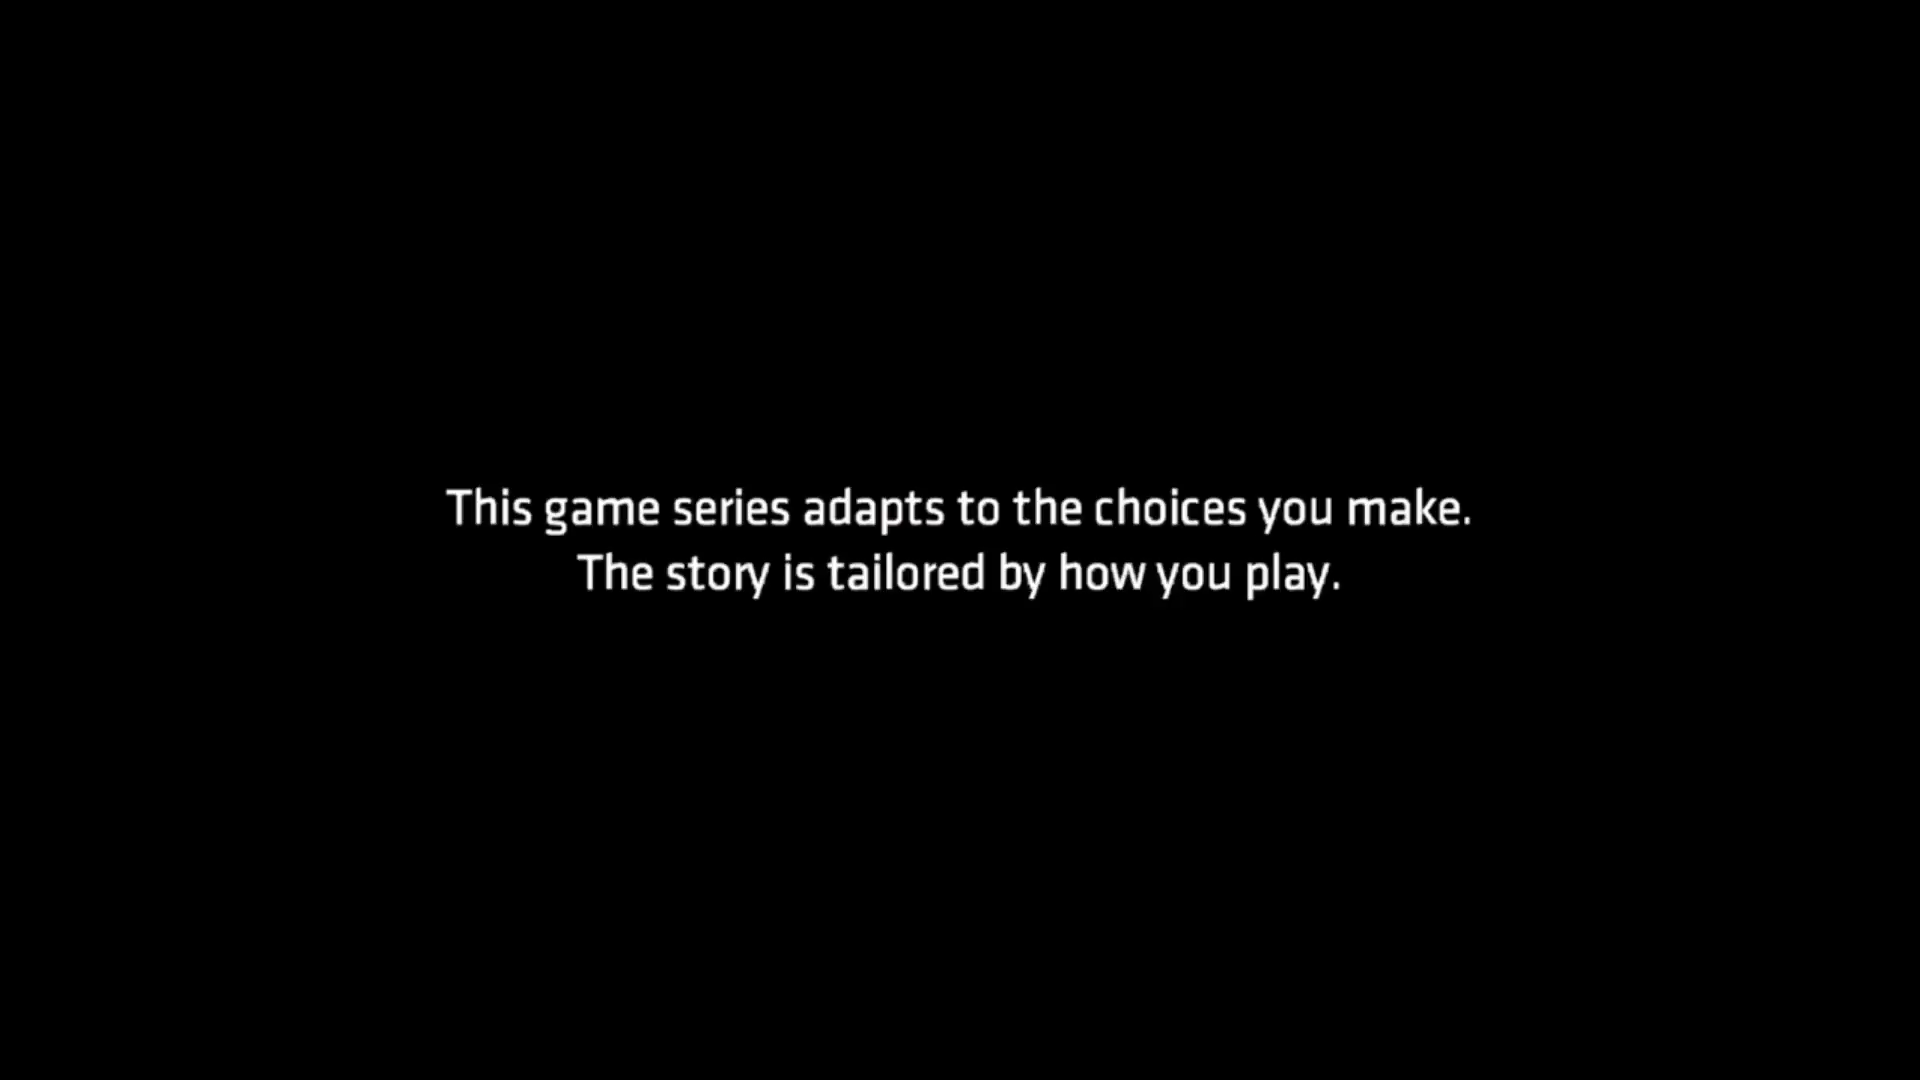 This game series adapts to the choices you make.
The story is tailored by how you play.